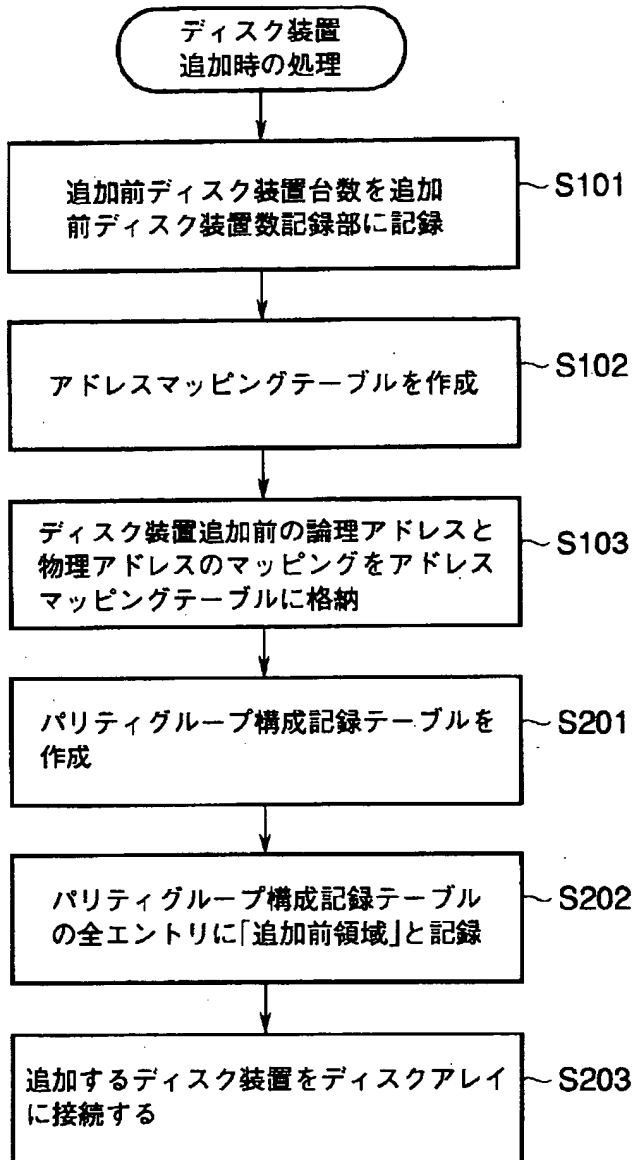 ディスク装置
追加時の処理
追加前ディスク装置台数を追加
前ディスク装置数記録部に記録
S101
アドレスマッピングテーブルを作成
S102
ディスク装置追加前の論理アドレスと
物理アドレスのマッピングをアドレス
マッピングテーブルに格納
S103
パリティグループ構成記録テーブルを
作成
S201
パリティグループ構成記録テーブル
の全エントリに｢追加前領域｣と記録
S202
追加するディスク装置をディスクアレイ
に接続する
S203